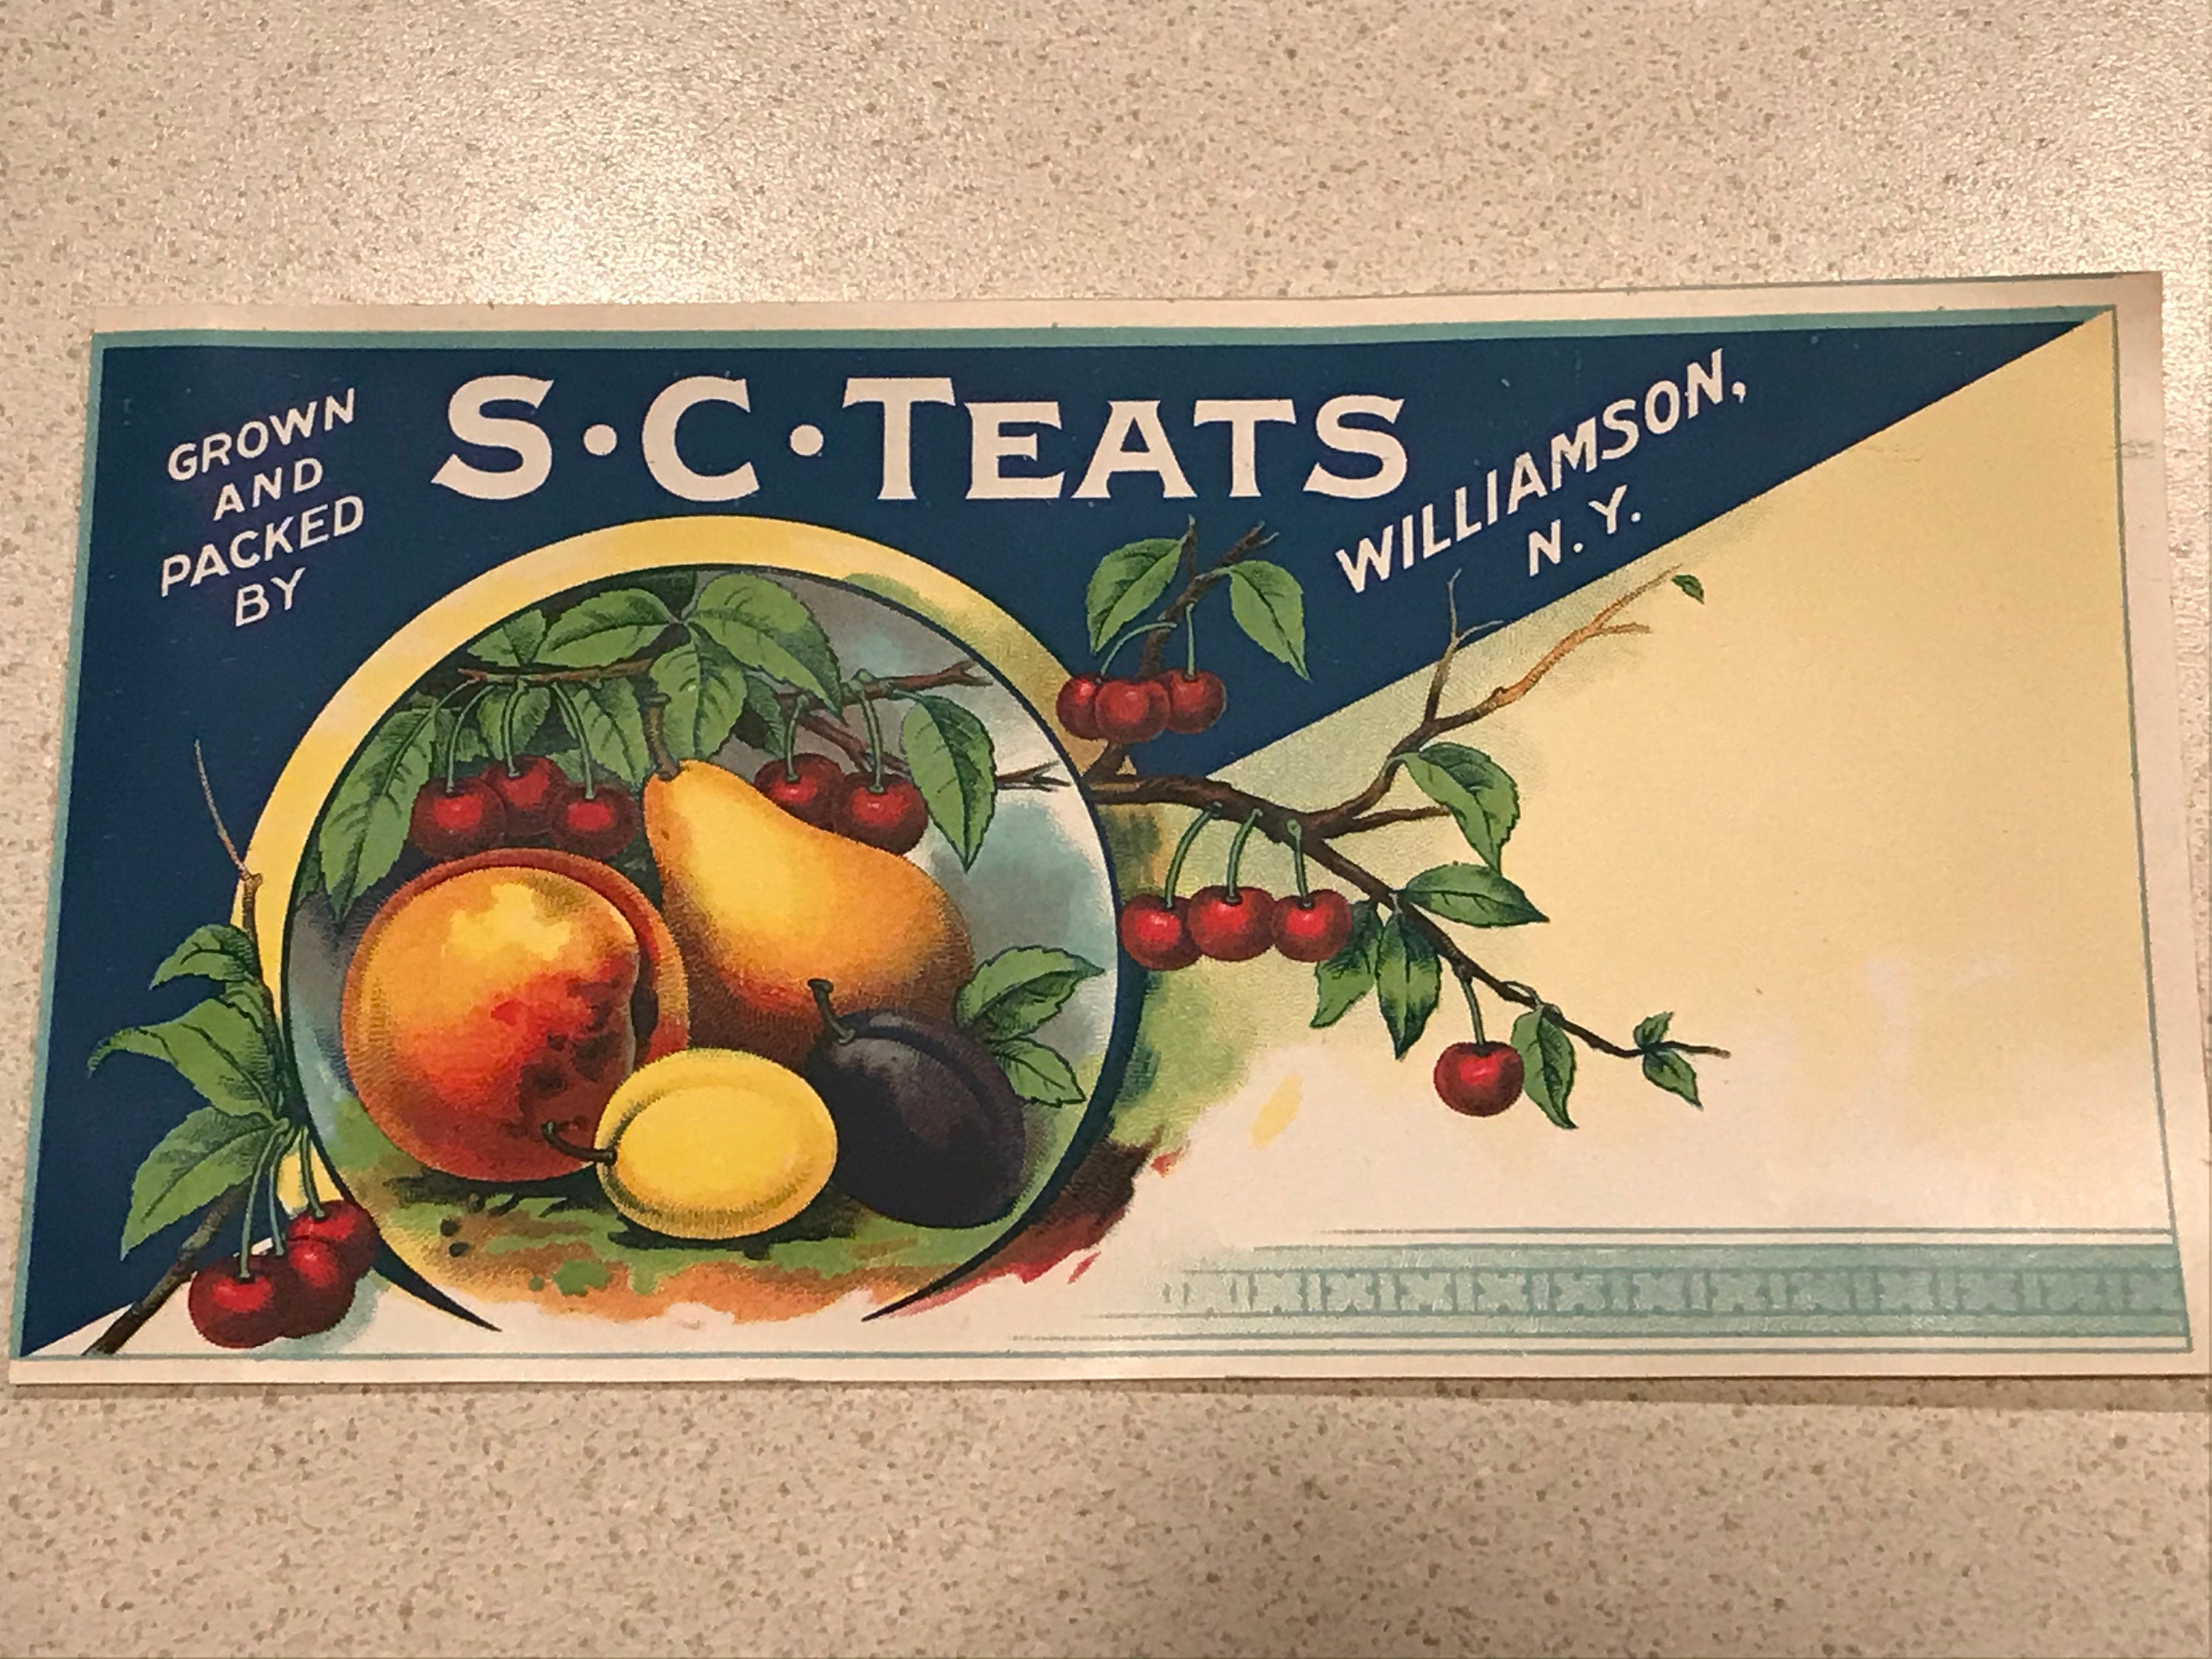 GROWN
AND
PACKED
BY
S·C·TEATS
WILLIAMSON,
N.Y.